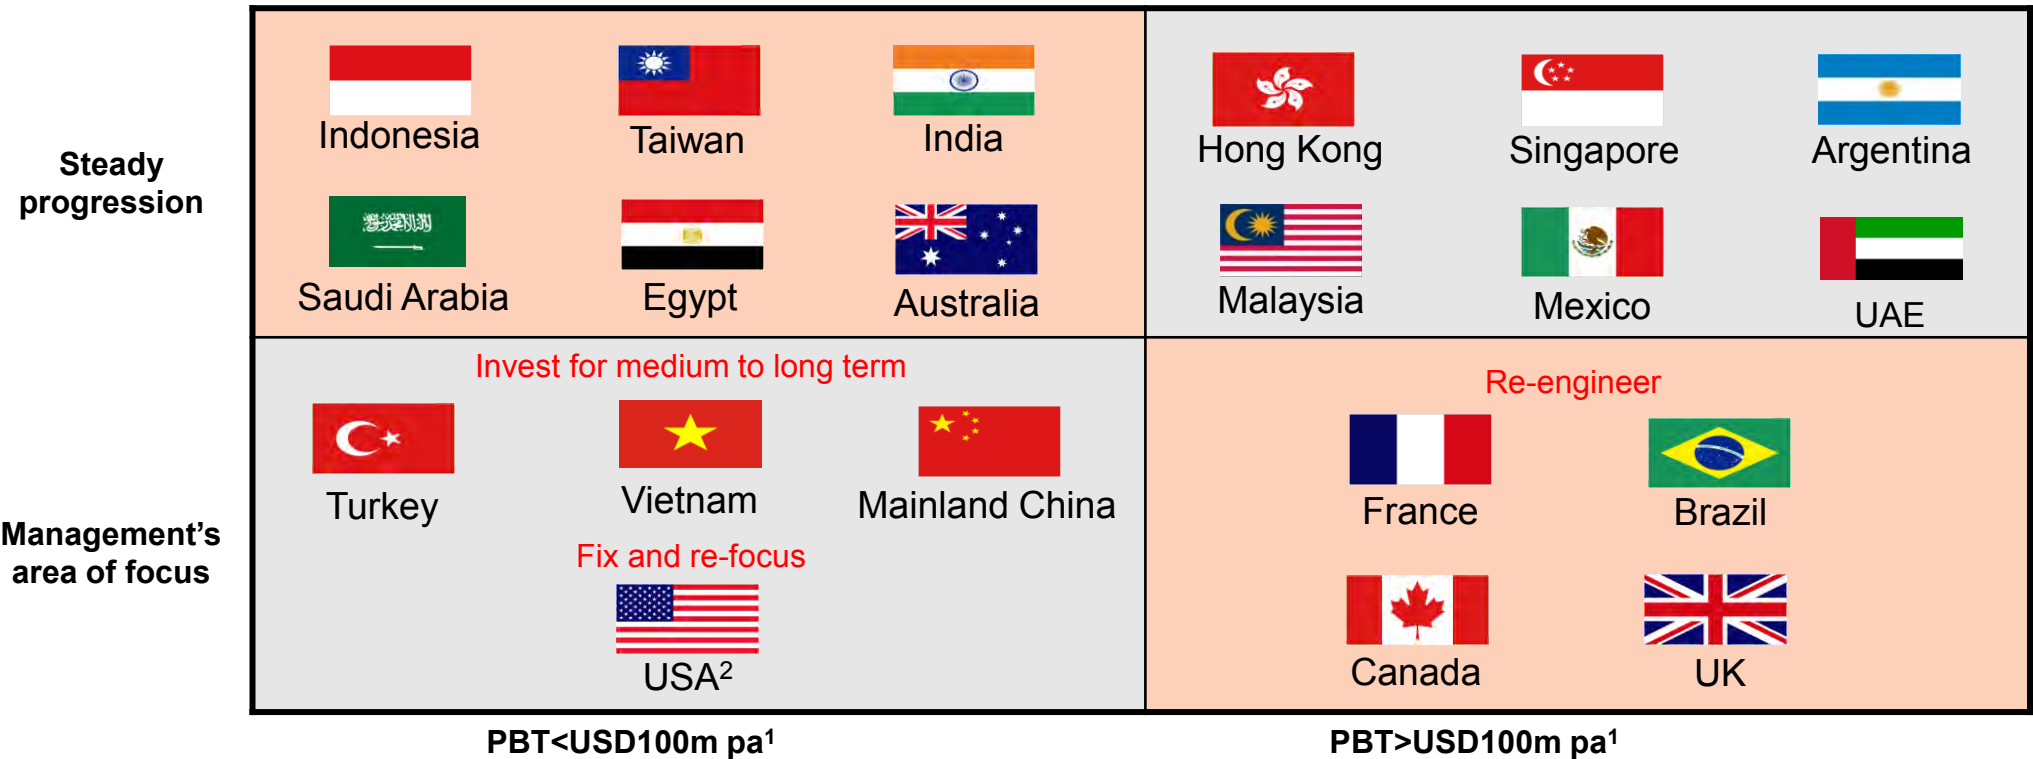 Steady
progression
Indonesia
Taiwan
India
Saudi Arabia
Egypt
Australia
Hong Kong
Singapore
Argentina
Malaysia
Mexico
UAE
Management’s
area of focus
Invest for medium to long term
Turkey
Vietnam
Mainland China
Fix and re-focus
USA²
Re-engineer
France
Brazil
Canada
UK
PBT<USD100m pa¹
PBT>USD100m pa¹